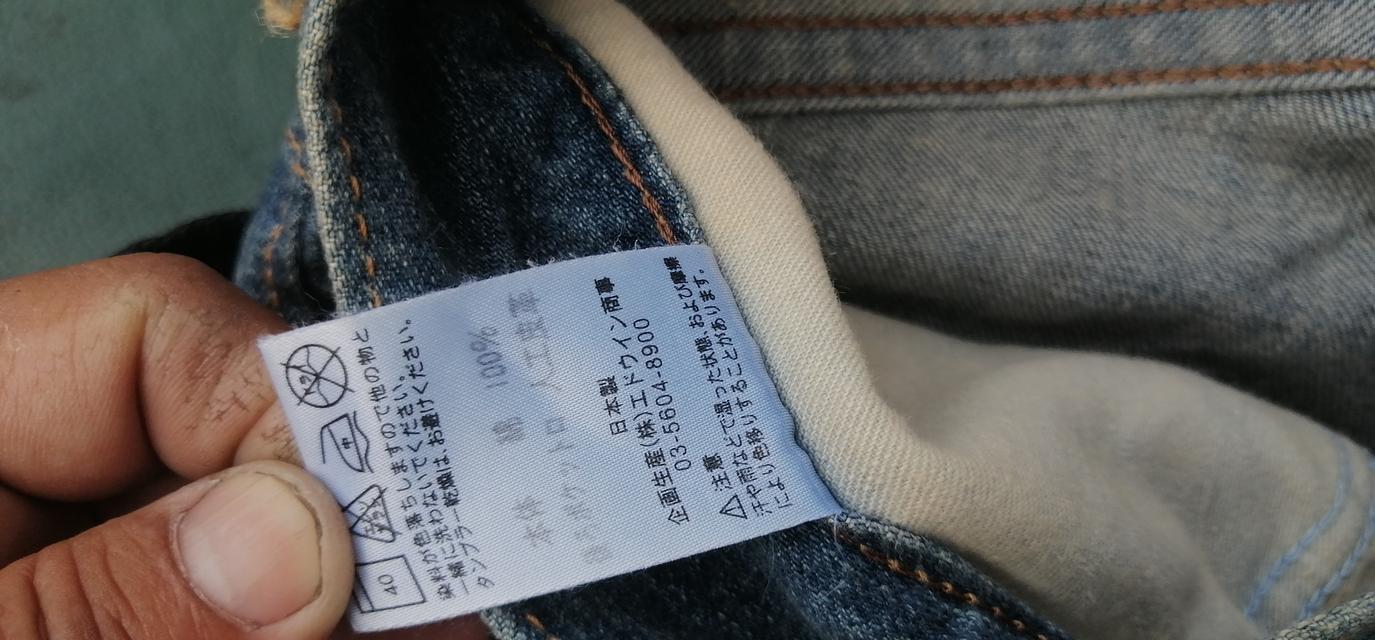 40
染料が色落ちしますので他の物と
一緒に洗わないでください。
タンブラー乾燥は、お避けください。
本体 綿 100%
ポケット口 人工皮革
日本製
企画生産(株)エドウイン商事
03-5604-8900
注意
汗や雨などで湿った状態、および摩擦
により色移りすることがあります。